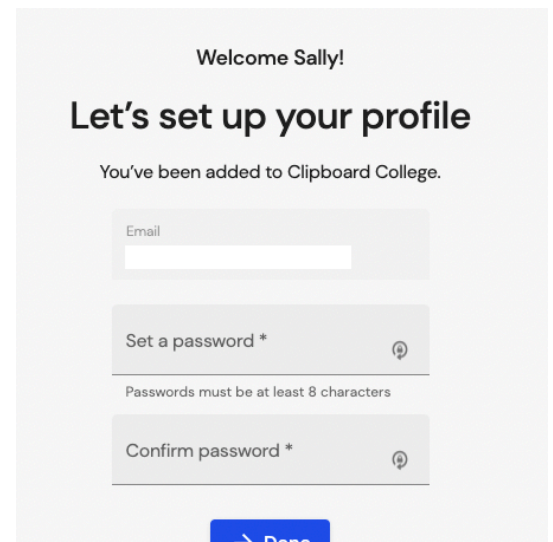 Welcome Sally!
Let's set up your profile
You've been added to Clipboard College.
Email
Set a password *
Passwords must be at least 8 characters
Confirm password *
Done